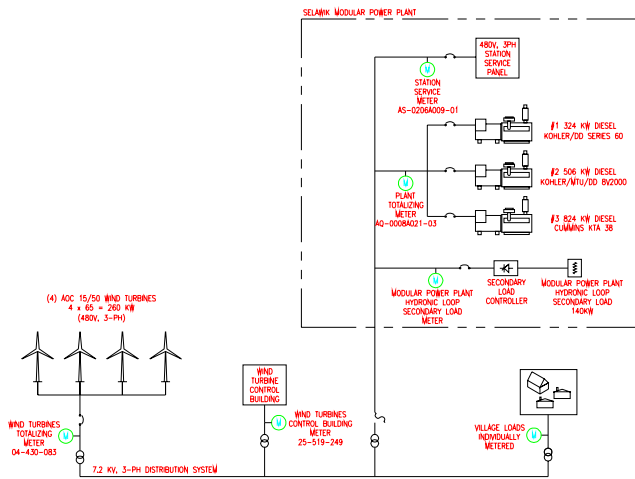 SELAWIK MODULAR POWER PLANT
480V, 3PH
STATION
SERVICE
PANEL
M
STATION
SERVICE
METER
AS-0206A009-01
#1 324 KW DIESEL
KOHLER/DD SERIES 60
#2 506 KW DIESEL
KOHLER/MTU/DD 8V2000
M
PLANT
TOTALIZING
METER
AQ-0008A021-03
#3 824 KW DIESEL
CUMMINS KTA 38
M
MODULAR POWER PLANT
HYDRONIC LOOP
SECONDARY LOAD
METER
SECONDARY
LOAD
CONTROLLER
MODULAR POWER PLANT
HYDRONIC LOOP
SECONDARY LOAD
140KW
(4) AOC 15/50 WIND TURBINES
4 x 65 = 260 KW
(480V, 3-PH)
WIND
TURBINE
CONTROL
BUILDING
WIND TURBINES
TOTALIZING
METER
04-430-083
M
M
WIND TURBINES
CONTROL BUILDING
METER
25-519-249
VILLAGE LOADS
INDIVIDUALLY
METERED
M
7.2 KV, 3-PH DISTRIBUTION SYSTEM